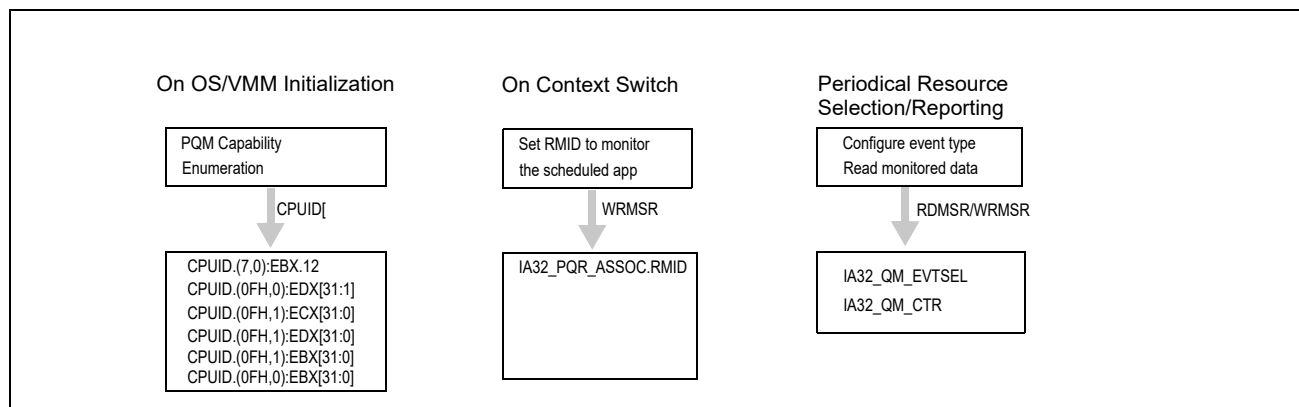 On OS/VMM Initialization
PQM Capability
Enumeration
CPUID[
CPUID.(7,0):EBX.12
CPUID.(0FH,0):EDX[31:1]
CPUID.(0FH,1):ECX[31:0]
CPUID.(0FH,1):EDX[31:0]
CPUID.(0FH,1):EBX[31:0]
CPUID.(0FH,0):EBX[31:0]
On Context Switch
Set RMID to monitor
the scheduled app
WRMSR
IA32_PQR_ASSOC.RMID
Periodical Resource
Selection/Reporting
Configure event type
Read monitored data
RDMSR/WRMSR
IA32_QM_EVTSEL
IA32_QM_CTR